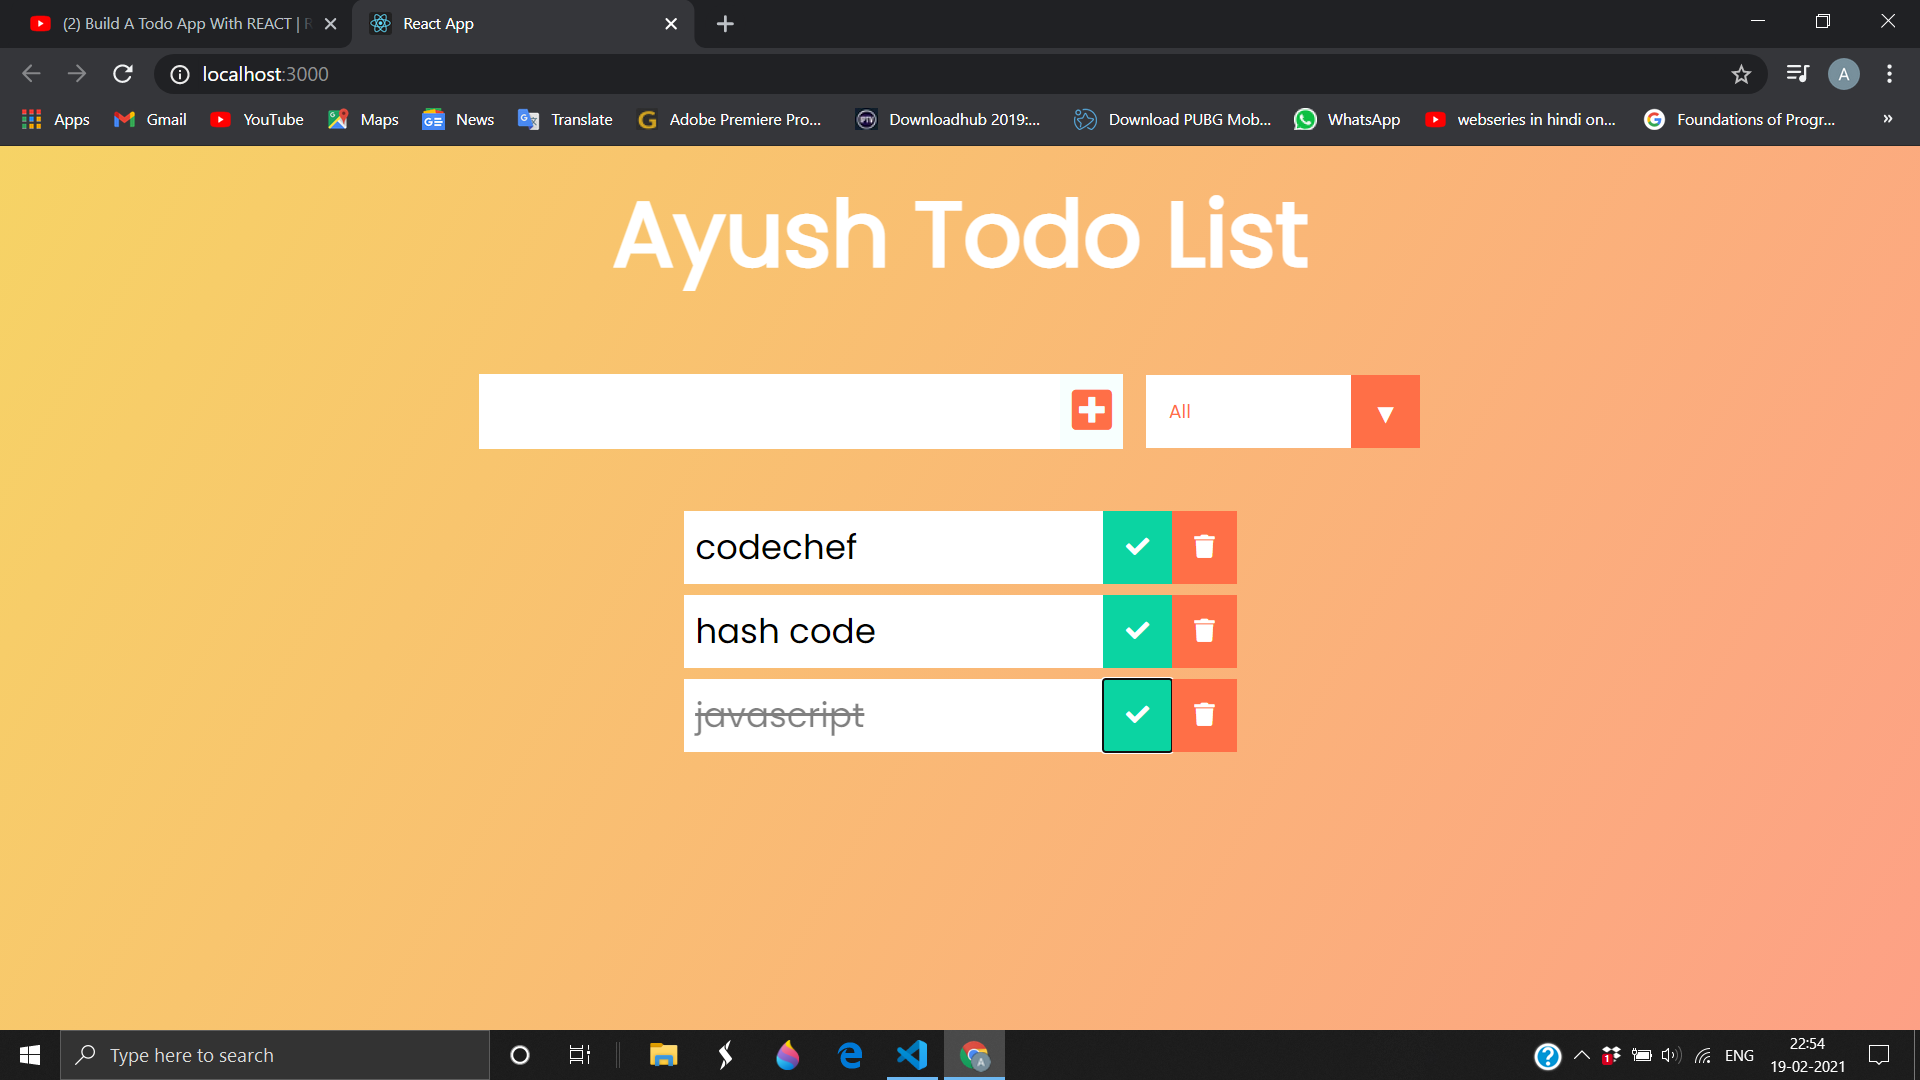 (2) Build A Todo App With REACT | R
React App
localhost:3000
A
Apps
Gmail
YouTube
Maps
News
Translate
Adobe Premiere Pro...
Downloadhub 2019:...
Download PUBG Mob...
WhatsApp
webseries in hindi on...
Foundations of Progr...
»
Ayush Todo List
All
codechef
hash code
javascript
Type here to search
ENG
22:54
19-02-2021